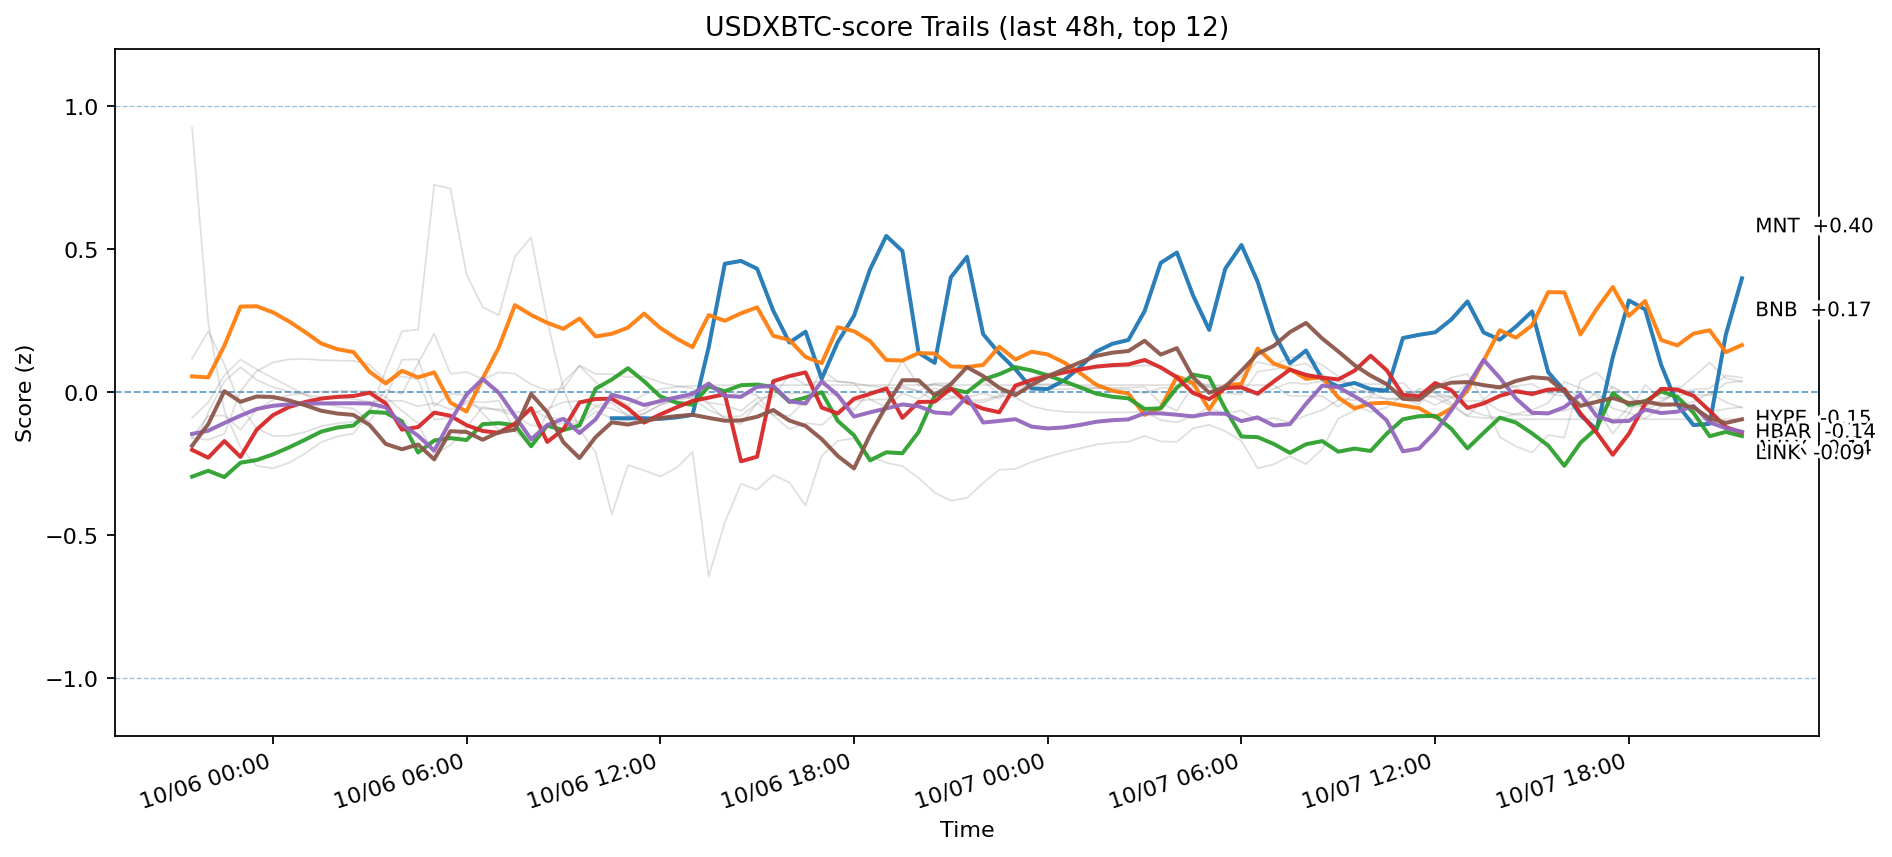 USDXBTC-score Trails (last 48h, top 12)
Score (z)
1.0
0.5
0.0
−0.5
−1.0
MNT +0.40
BNB +0.17
HYPE -0.15
HBAR -0.14
LINK -0.09
10/06 00:00
10/06 06:00
10/06 12:00
10/06 18:00
10/07 00:00
10/07 06:00
10/07 12:00
10/07 18:00
Time